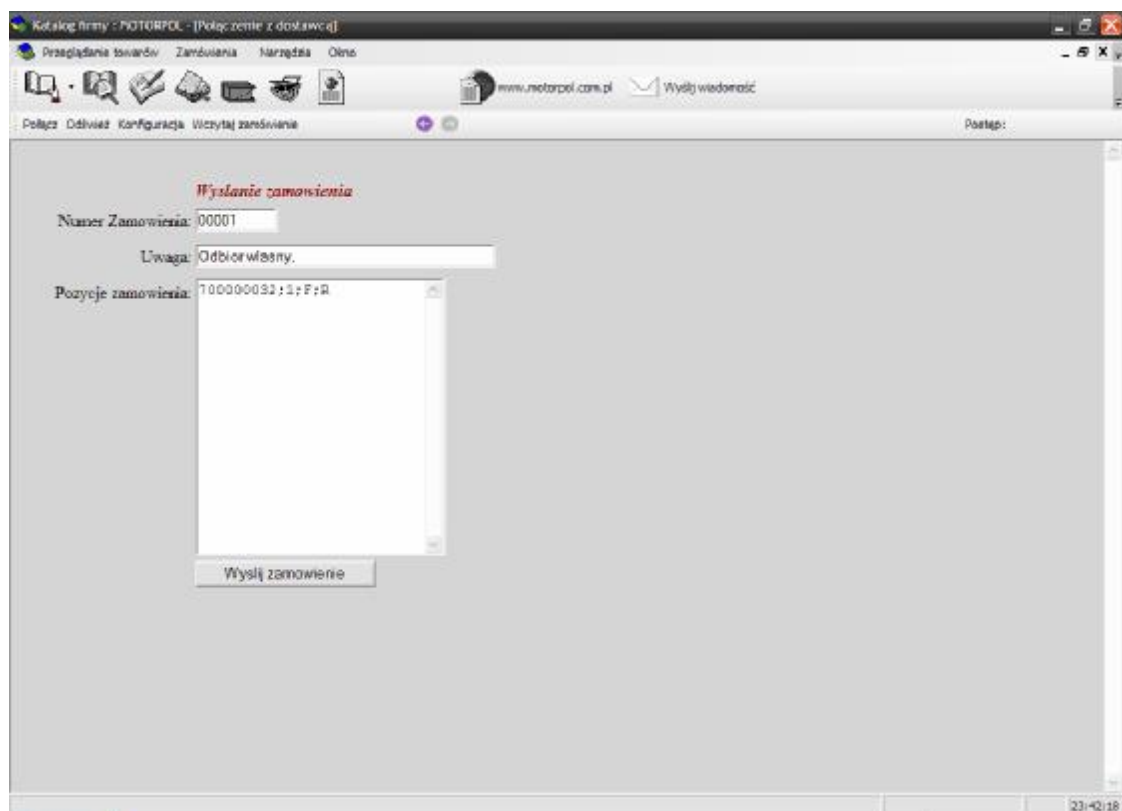 Katalog firmy : MOTORPOL - [Połączenie z dostawcą]
Przeglądanie towarów Zamówienia Narzędzia Okno
www.motorpol.com.pl Wyślij wiadomość
Połącz Odśwież Konfiguracja Wczytaj zamówienie Postęp:
Wyslanie zamowienia
Numer Zamowienia: 00001
Uwaga: Odbior wlasny.
Pozycje zamowienia: 700000032;1;F;R
Wyslij zamowienie
23:42:18